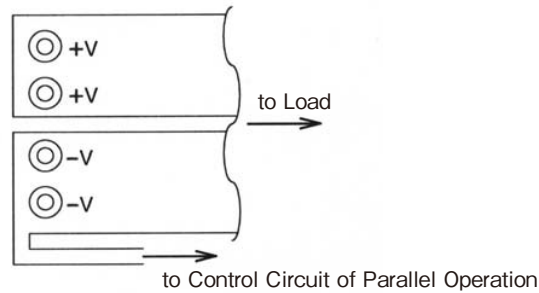 +V
+V
to Load
−V
−V
to Control Circuit of Parallel Operation